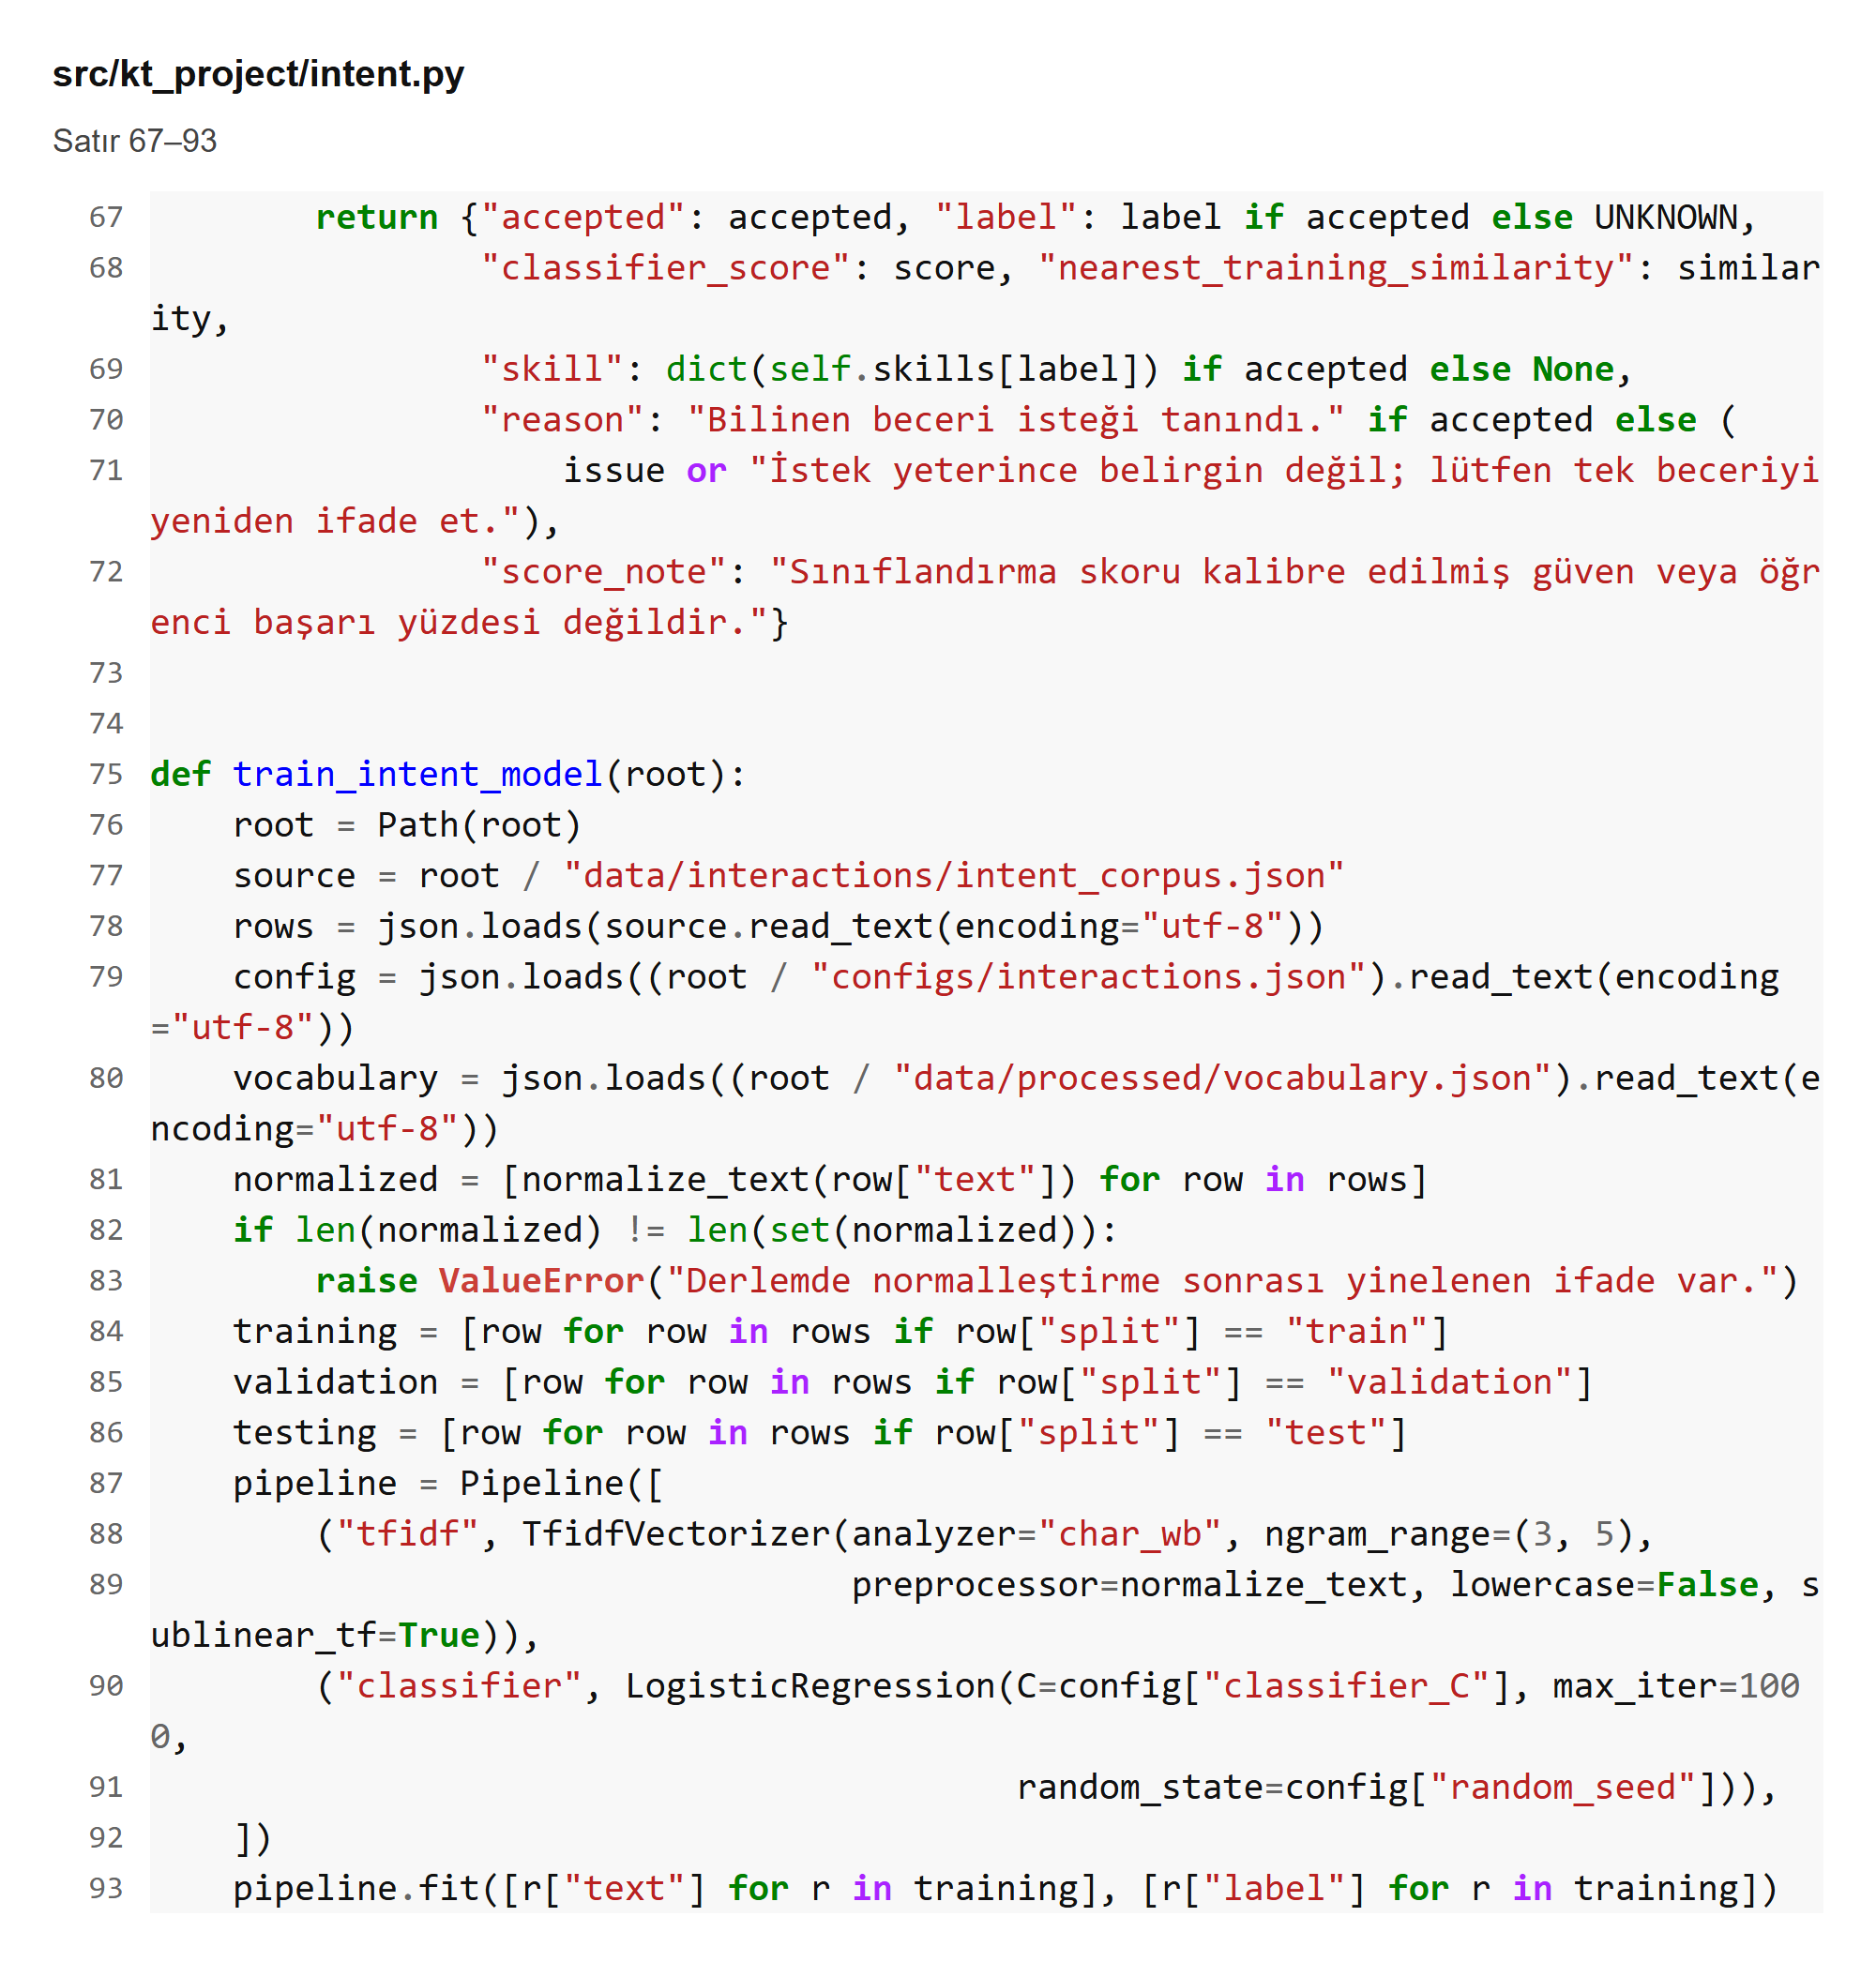 src/kt_project/intent.py
Satır 67–93
67         return {"accepted": accepted, "label": label if accepted else UNKNOWN,
68                 "classifier_score": score, "nearest_training_similarity": similar
ity,
69                 "skill": dict(self.skills[label]) if accepted else None,
70                 "reason": "Bilinen beceri isteği tanındı." if accepted else (
71                     issue or "İstek yeterince belirgin değil; lütfen tek beceriyi
yeniden ifade et."),
72                 "score_note": "Sınıflandırma skoru kalibre edilmiş güven veya öğr
enci başarı yüzdesi değildir."}
73
74
75 def train_intent_model(root):
76     root = Path(root)
77     source = root / "data/interactions/intent_corpus.json"
78     rows = json.loads(source.read_text(encoding="utf-8"))
79     config = json.loads((root / "configs/interactions.json").read_text(encoding
="utf-8"))
80     vocabulary = json.loads((root / "data/processed/vocabulary.json").read_text(e
ncoding="utf-8"))
81     normalized = [normalize_text(row["text"]) for row in rows]
82     if len(normalized) != len(set(normalized)):
83         raise ValueError("Derlemde normalleştirme sonrası yinelenen ifade var.")
84     training = [row for row in rows if row["split"] == "train"]
85     validation = [row for row in rows if row["split"] == "validation"]
86     testing = [row for row in rows if row["split"] == "test"]
87     pipeline = Pipeline([
88         ("tfidf", TfidfVectorizer(analyzer="char_wb", ngram_range=(3, 5),
89                                   preprocessor=normalize_text, lowercase=False, s
ublinear_tf=True)),
90         ("classifier", LogisticRegression(C=config["classifier_C"], max_iter=100
0,
91                                           random_state=config["random_seed"])),
92     ])
93     pipeline.fit([r["text"] for r in training], [r["label"] for r in training])